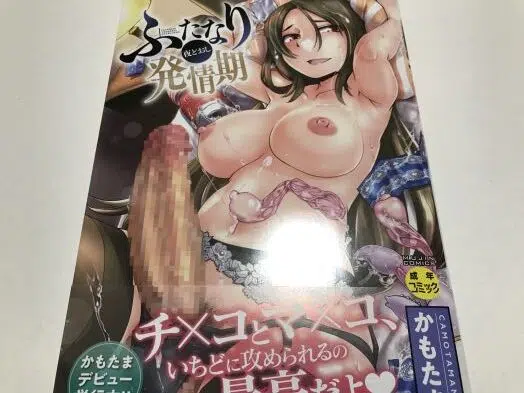 ふたなり
発情期
MUJIN
COMICS
成年
コミック
チ×コとマ×コ、
いちどに攻められるの
最高だよ♡
CAMOTAMA
かもたま
かもたま
デビュー